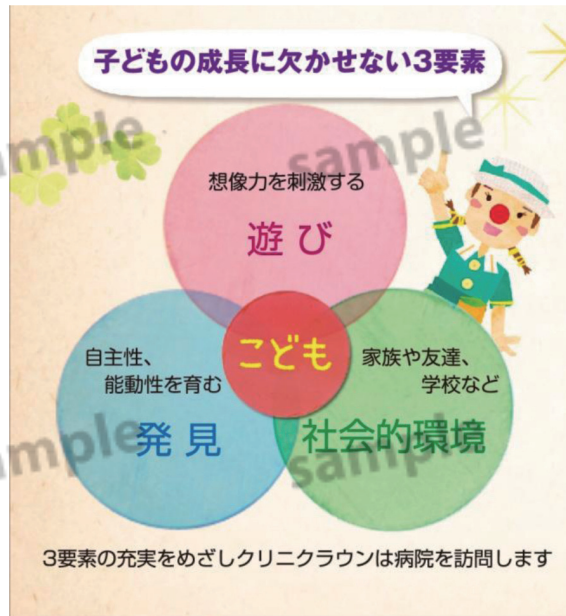 子どもの成長に欠かせない3要素
sample
sample
想像力を刺激する
遊び
こども
自主性、
能動性を育む
発見
家族や友達、
学校など
社会的環境
sample
sample
3要素の充実をめざしクリニクラウンは病院を訪問します